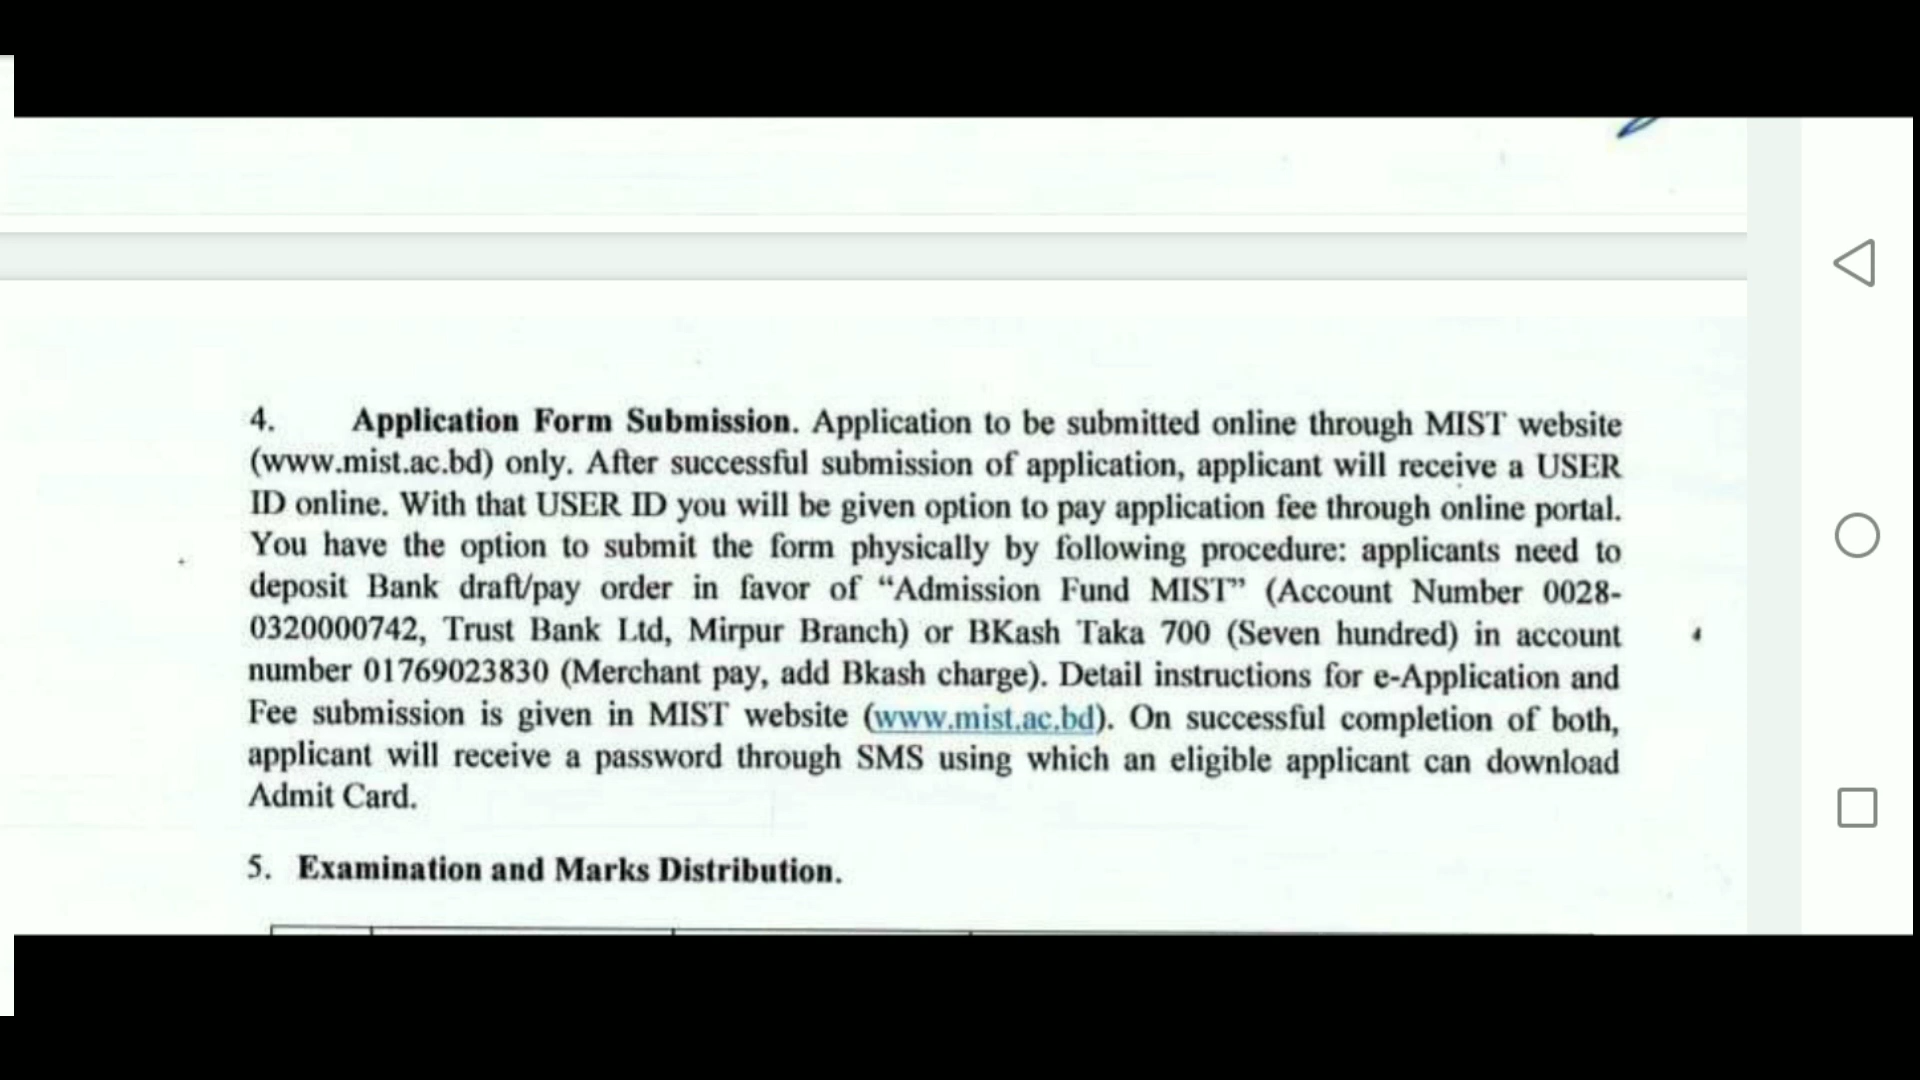 4. Application Form Submission. Application to be submitted online through MIST website
(www.mist.ac.bd) only. After successful submission of application, applicant will receive a USER
ID online. With that USER ID you will be given option to pay application fee through online portal.
You have the option to submit the form physically by following procedure: applicants need to
deposit Bank draft/pay order in favor of “Admission Fund MIST” (Account Number 0028-
0320000742, Trust Bank Ltd, Mirpur Branch) or BKash Taka 700 (Seven hundred) in account
number 01769023830 (Merchant pay, add Bkash charge). Detail instructions for e-Application and
Fee submission is given in MIST website (www.mist.ac.bd). On successful completion of both,
applicant will receive a password through SMS using which an eligible applicant can download
Admit Card.
5. Examination and Marks Distribution.